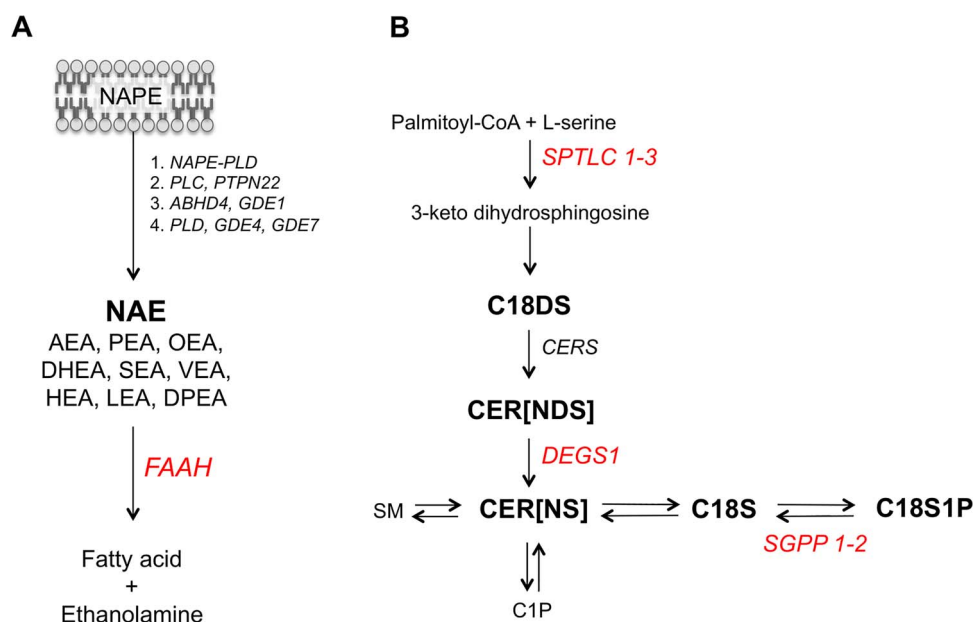 A
NAPE
1. NAPE-PLD
2. PLC, PTPN22
3. ABHD4, GDE1
4. PLD, GDE4, GDE7
NAE
AEA, PEA, OEA,
DHEA, SEA, VEA,
HEA, LEA, DPEA
FAAH
Fatty acid
+
Ethanolamine
B
Palmitoyl-CoA + L-serine
SPTLC 1-3
3-keto dihydrosphingosine
C18DS
CERS
CER[NDS]
DEGS1
SM CER[NS] C18S C18S1P
SGPP 1-2
C1P